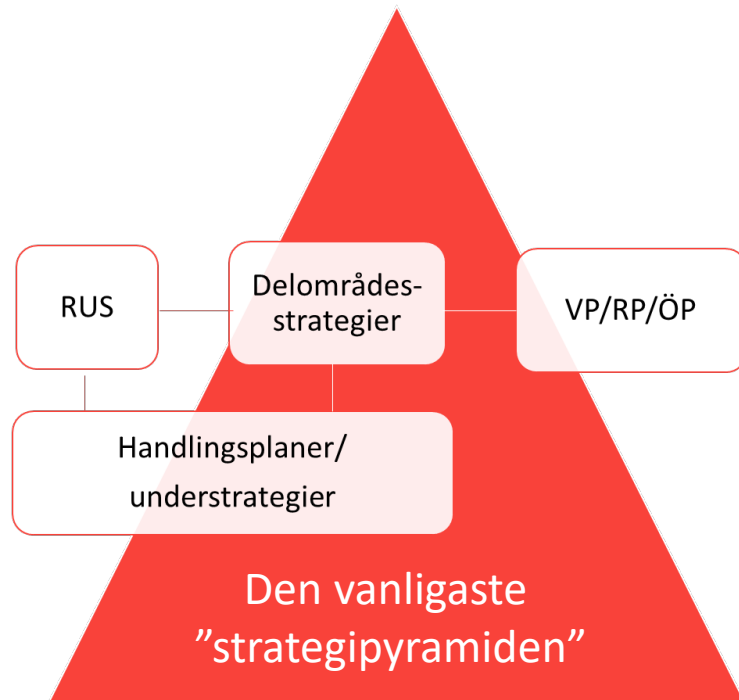 RUS
Delområdes-
strategier
VP/RP/ÖP
Handlingsplaner/
understrategier
Den vanligaste
”strategipyramiden”